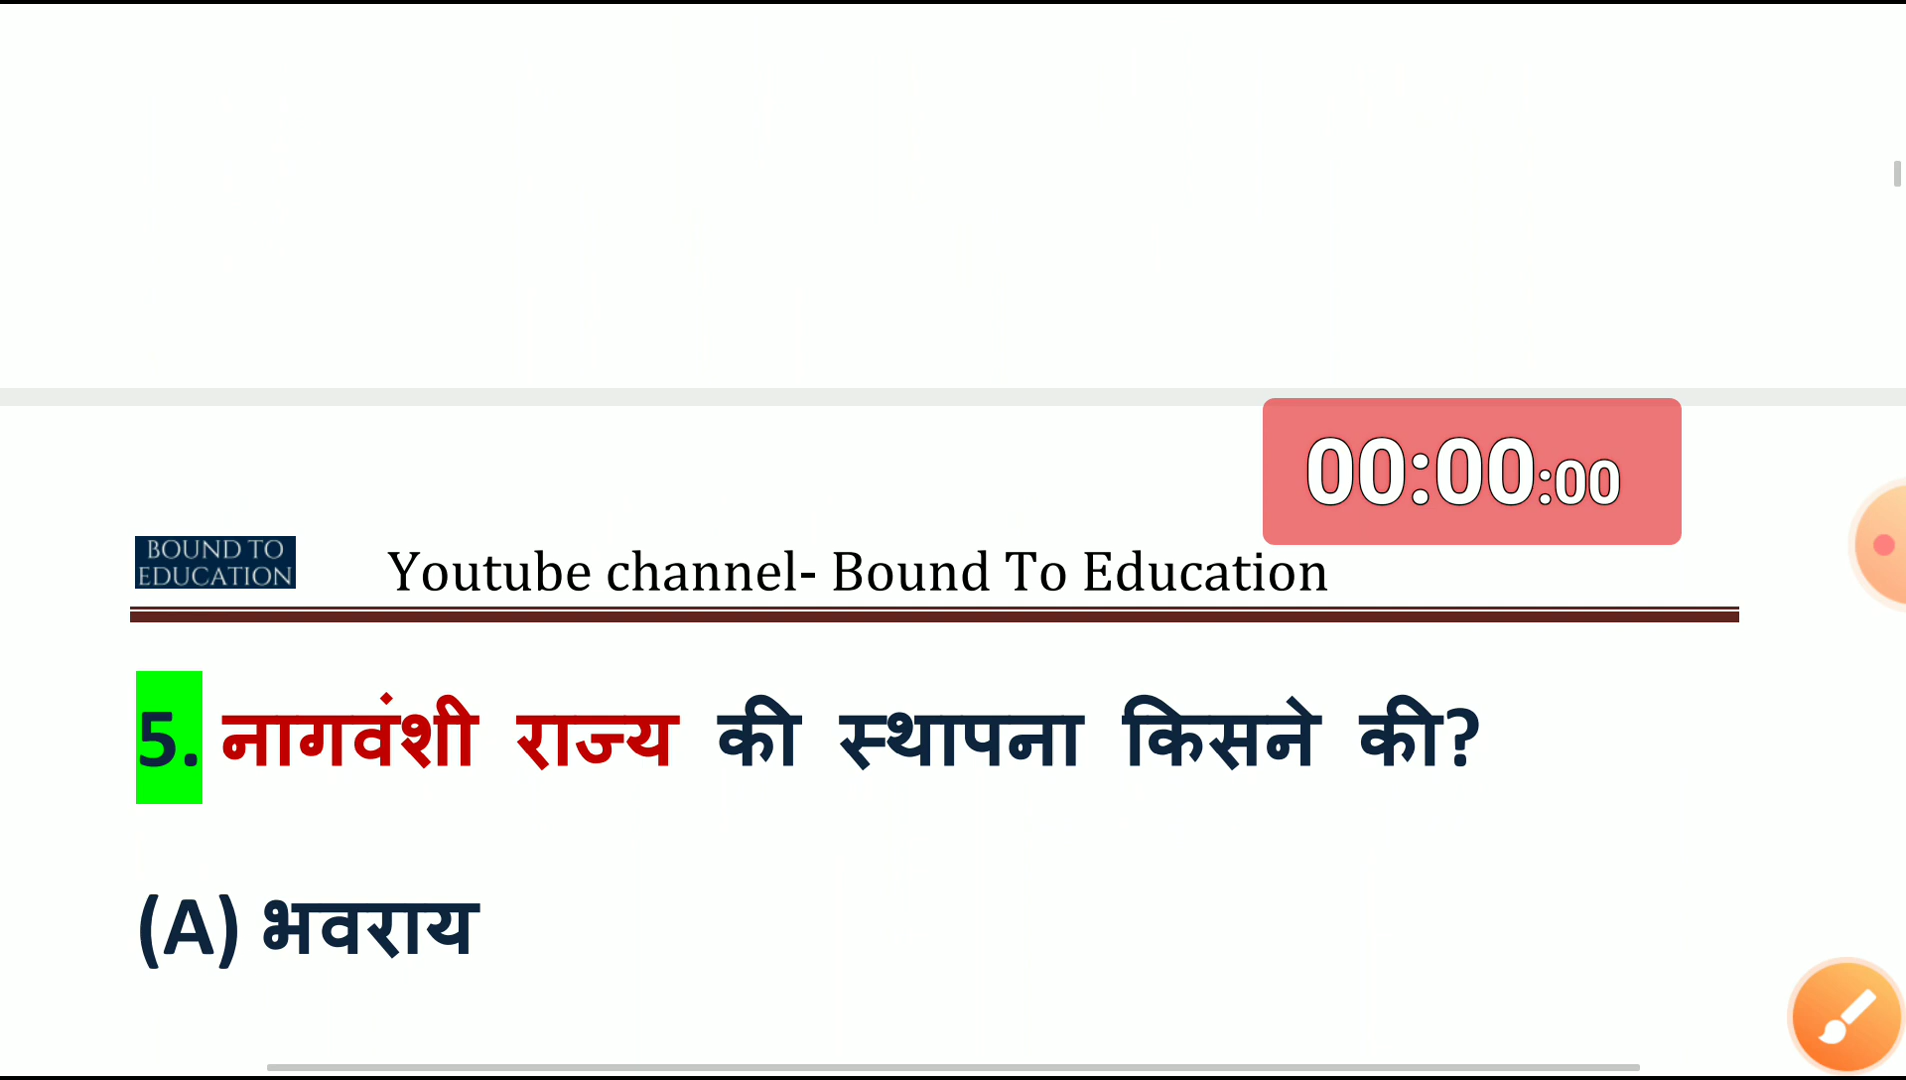 00:00:00
BOUND TO
EDUCATION
Youtube channel- Bound To Education
5. नागवंशी राज्य की स्थापना किसने की?
(A) भवराय